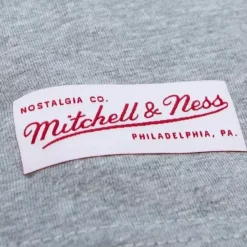 NOSTALGIA CO.
Mitchell & Ness
PHILADELPHIA, PA.